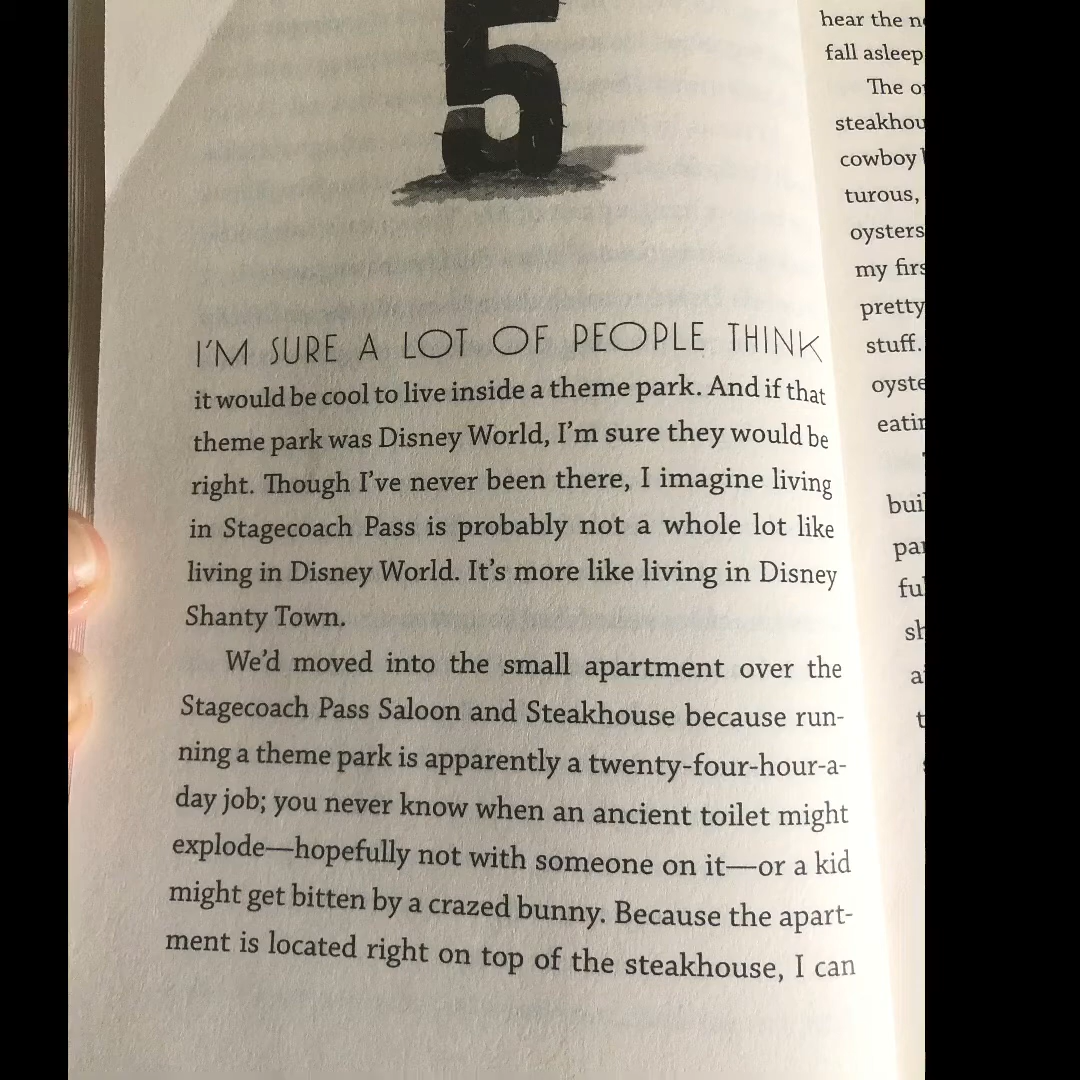 5
I'M SURE A LOT OF PEOPLE THINK
it would be cool to live inside a theme park. And if that
theme park was Disney World, I'm sure they would be
right. Though I've never been there, I imagine living
in Stagecoach Pass is probably not a whole lot like
living in Disney World. It's more like living in Disney
Shanty Town.
We'd moved into the small apartment over the
Stagecoach Pass Saloon and Steakhouse because run-
ning a theme park is apparently a twenty-four-hour-a-
day job; you never know when an ancient toilet might
explode—hopefully not with someone on it—or a kid
might get bitten by a crazed bunny. Because the apart-
ment is located right on top of the steakhouse, I can
hear the
fall asleep
The
cowboy
turous,
oysters
my
pretty
stuff.